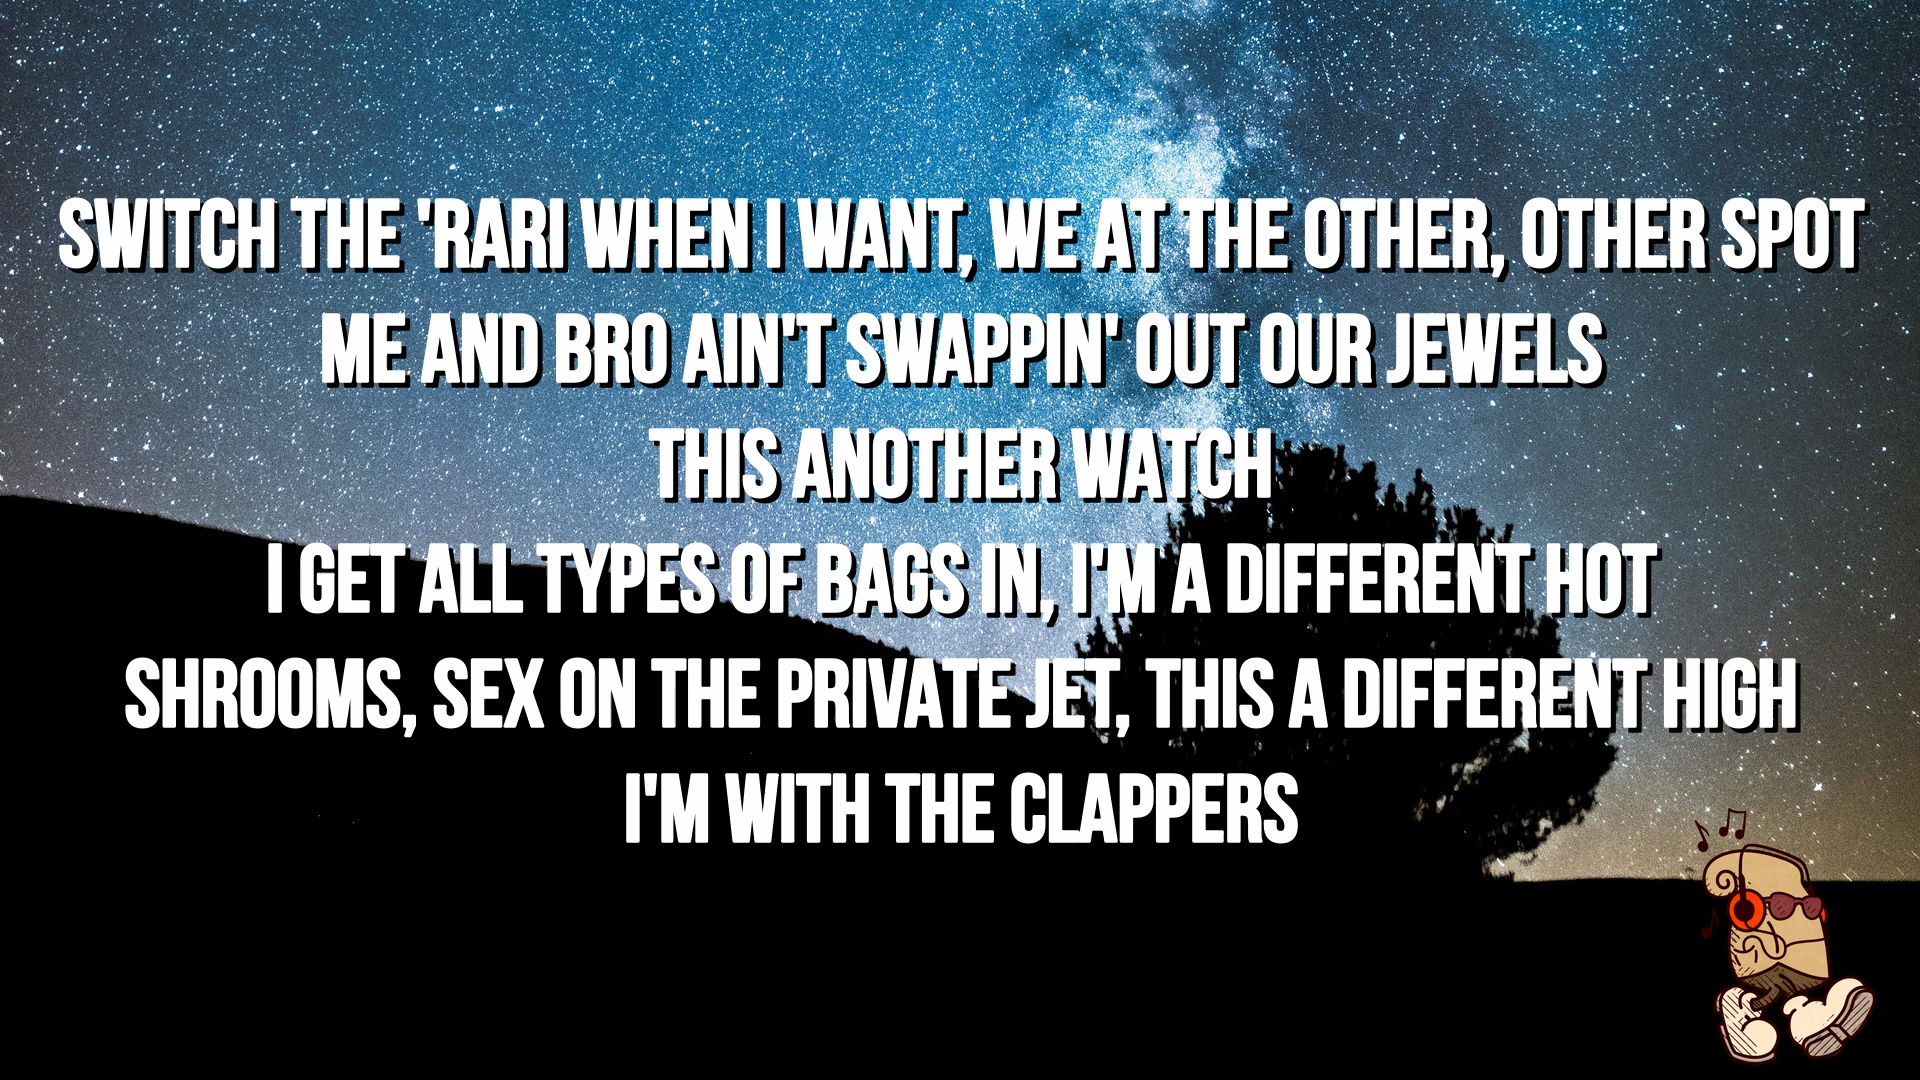 SWITCH THE 'RARI WHEN I WANT, WE AT THE OTHER, OTHER SPOT
ME AND BRO AIN'T SWAPPIN' OUT OUR JEWELS
THIS ANOTHER WATCH
I GET ALL TYPES OF BAGS IN, I'M A DIFFERENT HOT
SHROOMS, SEX ON THE PRIVATE JET, THIS A DIFFERENT HIGH
I'M WITH THE CLAPPERS